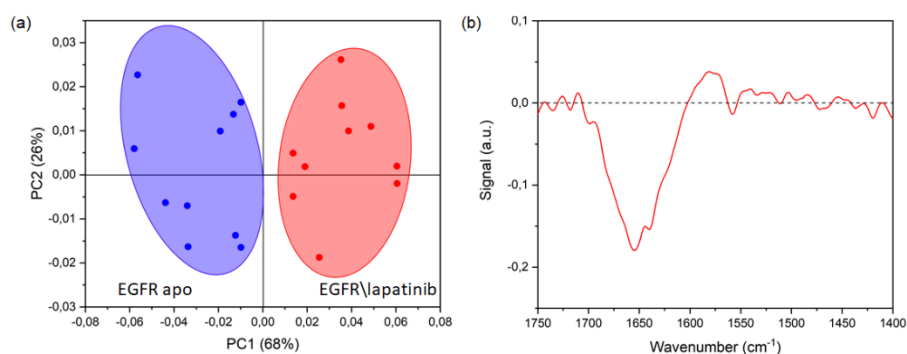 (a)
PC2 (26%)
0,03
0,02
0,01
0,00
-0,01
-0,02
-0,03
EGFR apo
EGFR\lapatinib
-0,08 -0,06 -0,04 -0,02 0,00 0,02 0,04 0,06 0,08
PC1 (68%)
(b)
Signal (a.u.)
0,1
0,0
-0,1
-0,2
1750 1700 1650 1600 1550 1500 1450 1400
Wavenumber (cm⁻¹)